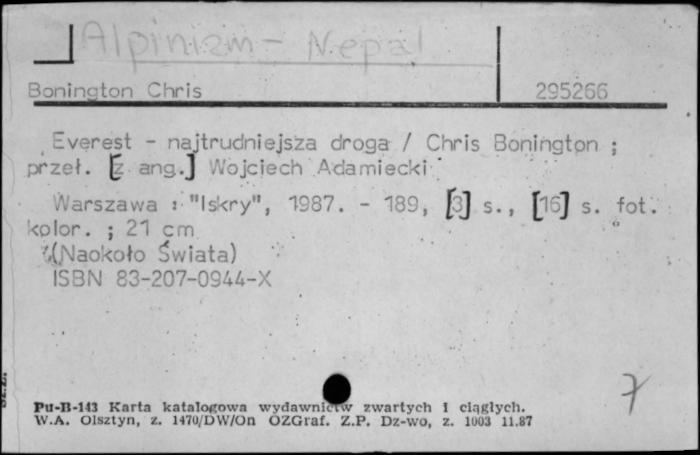 Alpinizm - Nepal
Bonington Chris 295266
Everest - najtrudniejsza droga / Chris Bonington ;
przeł. [z ang.] Wojciech Adamiecki
Warszawa : "Iskry", 1987. - 189, [3] s., [16] s. fot.
kolor. ; 21 cm
(Naokoło Świata)
ISBN 83-207-0944-X
7
Pu-B-143 Karta katalogowa wydawnictw zwartych i ciągłych.
W.A. Olsztyn, z. 1470/DW/On OZGraf. Z.P. Dz-wo, z. 1003 11.87